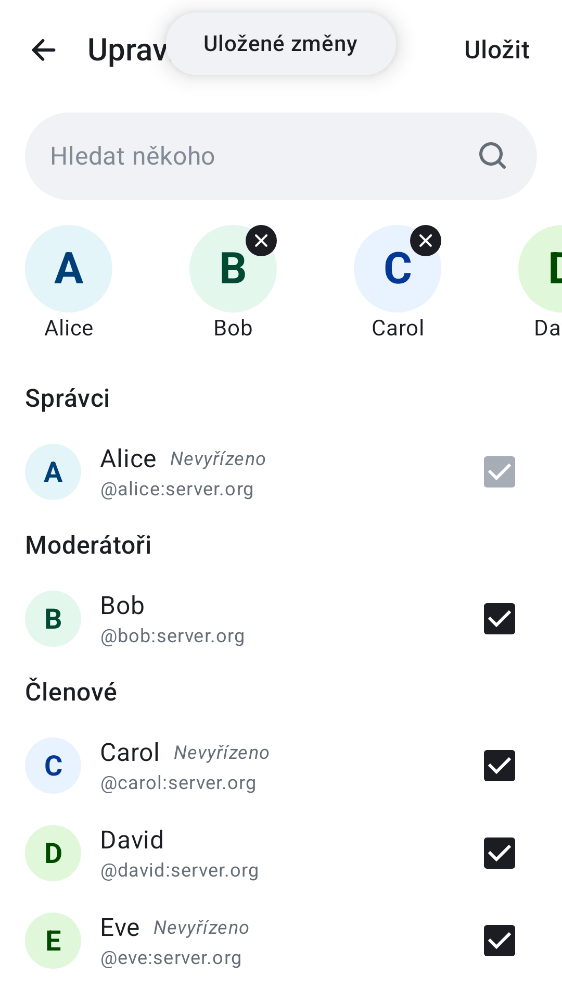 Uprav
Uložené změny
Uložit
Hledat někoho
A
B
C
Alice
Bob
Carol
Da
Správci
A
Alice Nevyřízeno
@alice:server.org
Moderátoři
B
Bob
@bob:server.org
Členové
C
Carol Nevyřízeno
@carol:server.org
D
David
@david:server.org
E
Eve Nevyřízeno
@eve:server.org